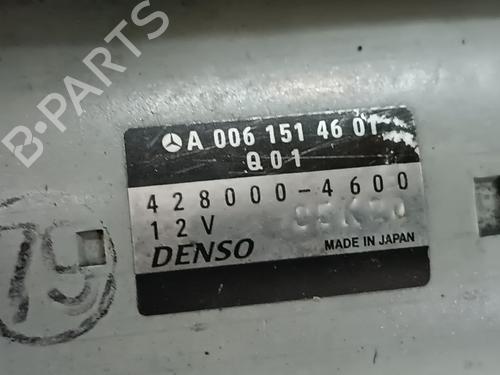 A 006 151 46 01
Q01
428000-4600
12V
DENSO
MADE IN JAPAN
79
B-PARTS